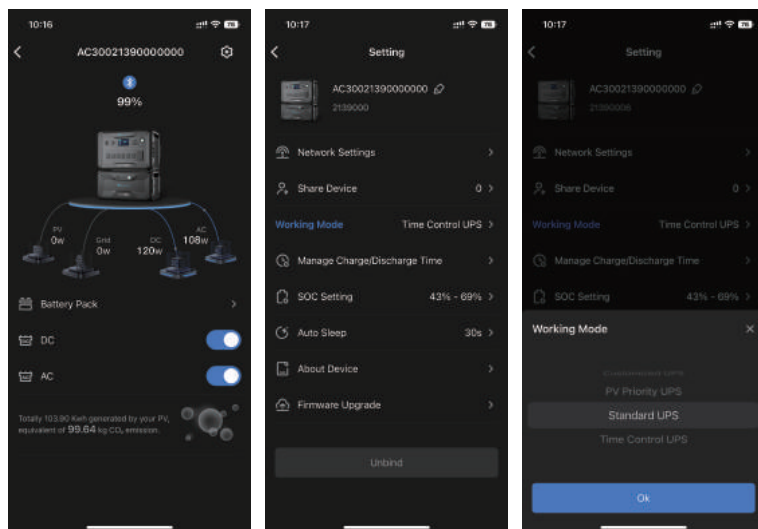 10:16
76
AC30021390000000
99%
PV
0w
Grid
0w
DC
120w
AC
108w
Battery Pack
DC
AC
Totally 103.90 Kwh generated by your PV,
equivalent of 99.64 kg CO₂ emission.
10:17
76
Setting
AC30021390000000
2139000
Network Settings
Share Device 0
Working Mode Time Control UPS
Manage Charge/Discharge Time
SOC Setting 43% - 69%
Auto Sleep 30s
About Device
Firmware Upgrade
Unbind
10:17
76
Setting
AC30021390000000
Network Settings
Share Device 0
Working Mode Time Control UPS
Manage Charge/Discharge Time
SOC Setting 43% - 69%
Working Mode
Customized UPS
PV Priority UPS
Standard UPS
Time Control UPS
Ok